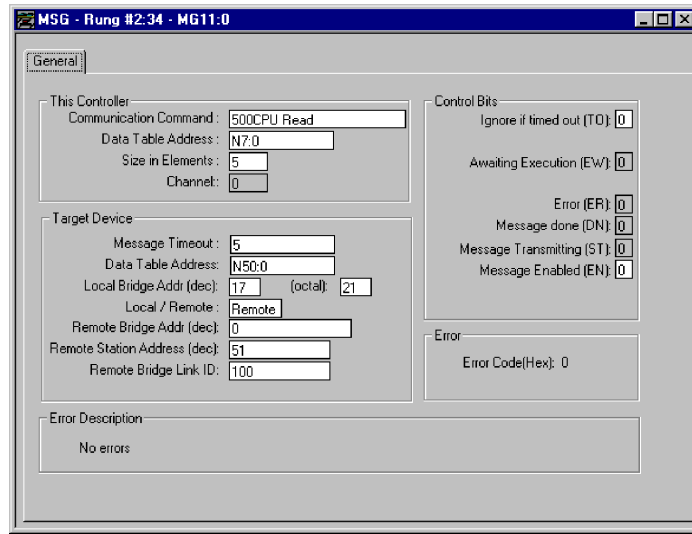 MSG - Rung #2:34 - MG11:0
General
This Controller
Communication Command : 500CPU Read
Data Table Address : N7:0
Size in Elements : 5
Channel:: 0
Target Device
Message Timeout : 5
Data Table Address: N50:0
Local Bridge Addr (dec): 17 (octal): 21
Local / Remote : Remote
Remote Bridge Addr (dec): 0
Remote Station Address (dec): 51
Remote Bridge Link ID: 100
Control Bits
Ignore if timed out (TO): 0
Awaiting Execution (EW): 0
Error (ER): 0
Message done (DN): 0
Message Transmitting (ST): 0
Message Enabled (EN): 0
Error
Error Code(Hex): 0
Error Description
No errors